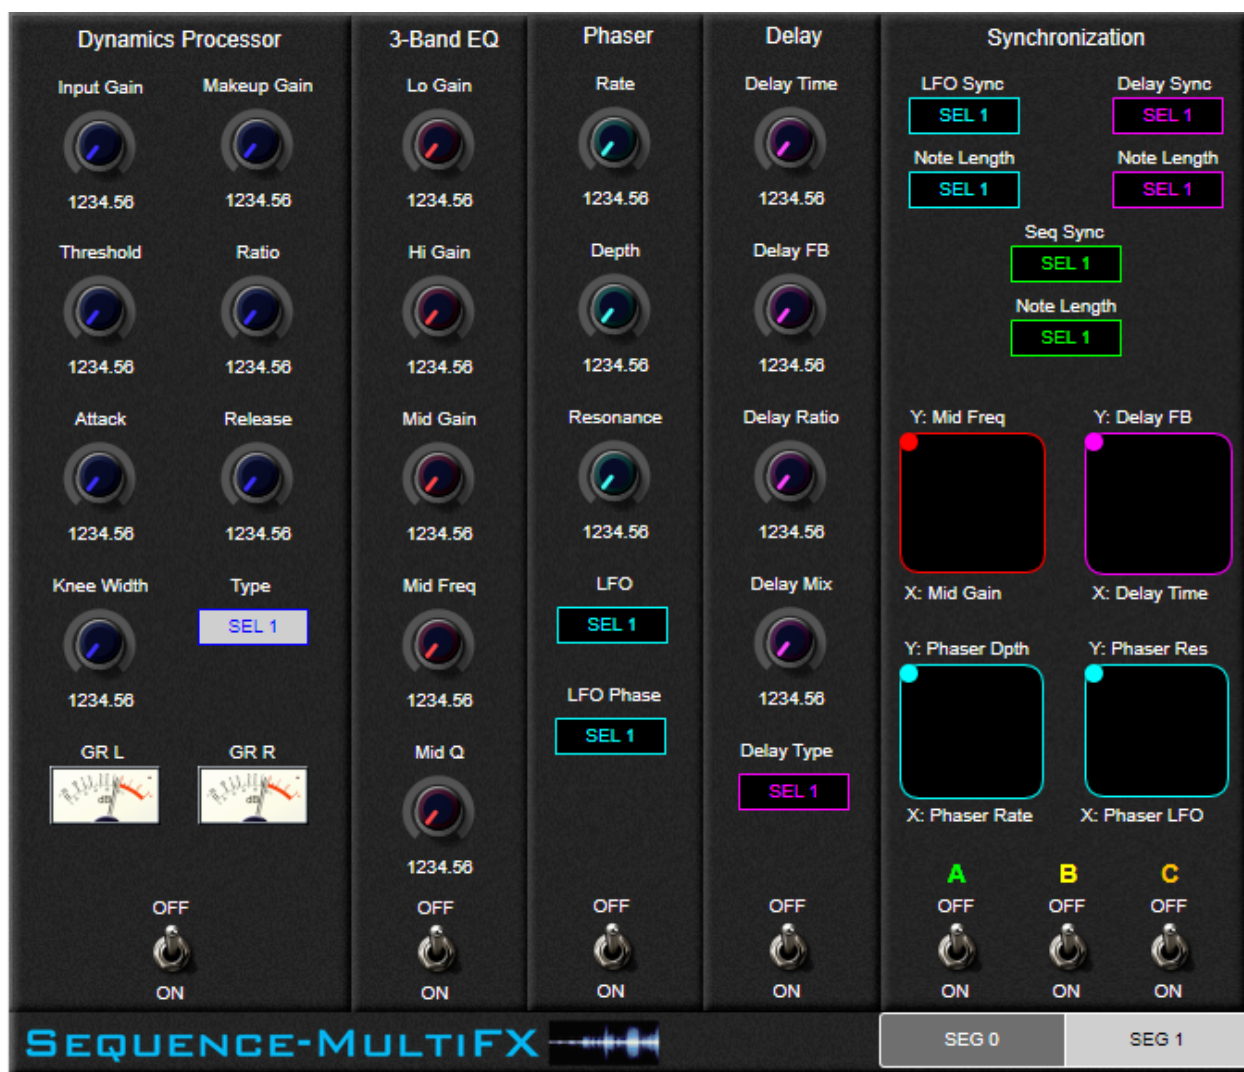 Dynamics Processor
Input Gain Makeup Gain
1234.56 1234.56
Threshold Ratio
1234.56 1234.56
Attack Release
1234.56 1234.56
Knee Width Type
SEL 1
1234.56
GR L GR R
dB dB
OFF
ON
3-Band EQ
Lo Gain
1234.56
Hi Gain
1234.56
Mid Gain
1234.56
Mid Freq
1234.56
Mid Q
1234.56
OFF
ON
Phaser
Rate
1234.56
Depth
1234.56
Resonance
1234.56
LFO
SEL 1
LFO Phase
SEL 1
OFF
ON
Delay
Delay Time
1234.56
Delay FB
1234.56
Delay Ratio
1234.56
Delay Mix
1234.56
Delay Type
SEL 1
OFF
ON
Synchronization
LFO Sync Delay Sync
SEL 1 SEL 1
Note Length Note Length
SEL 1 SEL 1
Seq Sync
SEL 1
Note Length
SEL 1
Y: Mid Freq Y: Delay FB
X: Mid Gain X: Delay Time
Y: Phaser Dpth Y: Phaser Res
X: Phaser Rate X: Phaser LFO
A B C
OFF OFF OFF
ON ON ON
SEQUENCE-MULTIFX
SEG 0 SEG 1